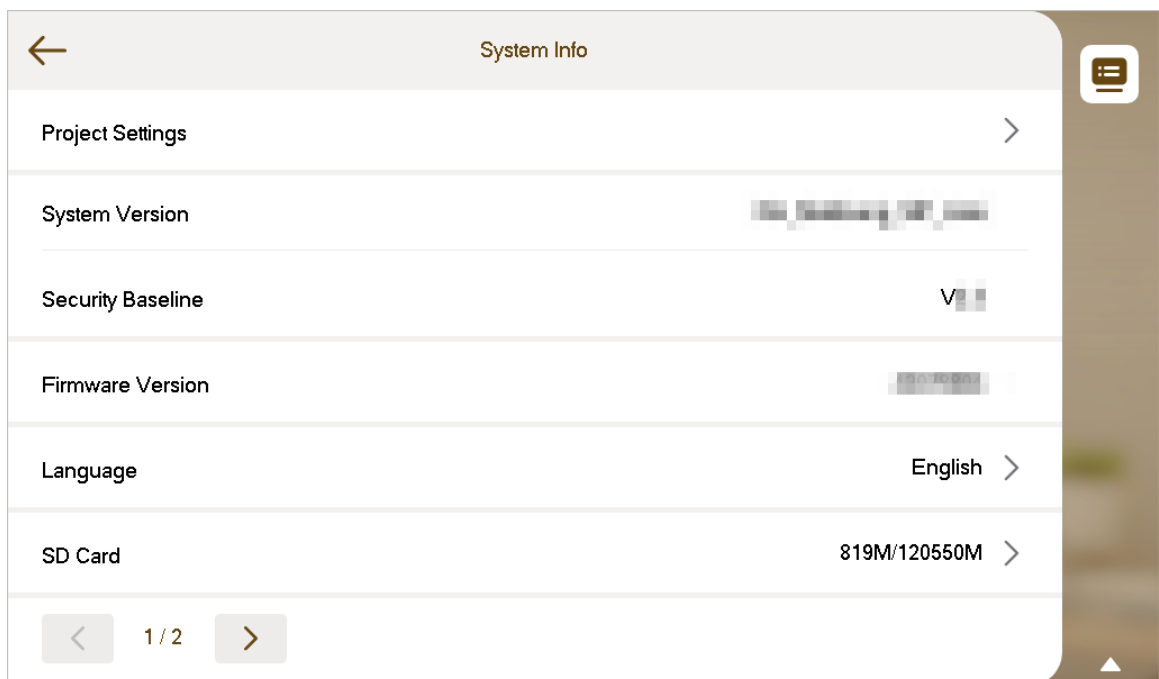 System Info
Project Settings
System Version
Security Baseline
Firmware Version
Language English
SD Card 819M/120550M
1 / 2